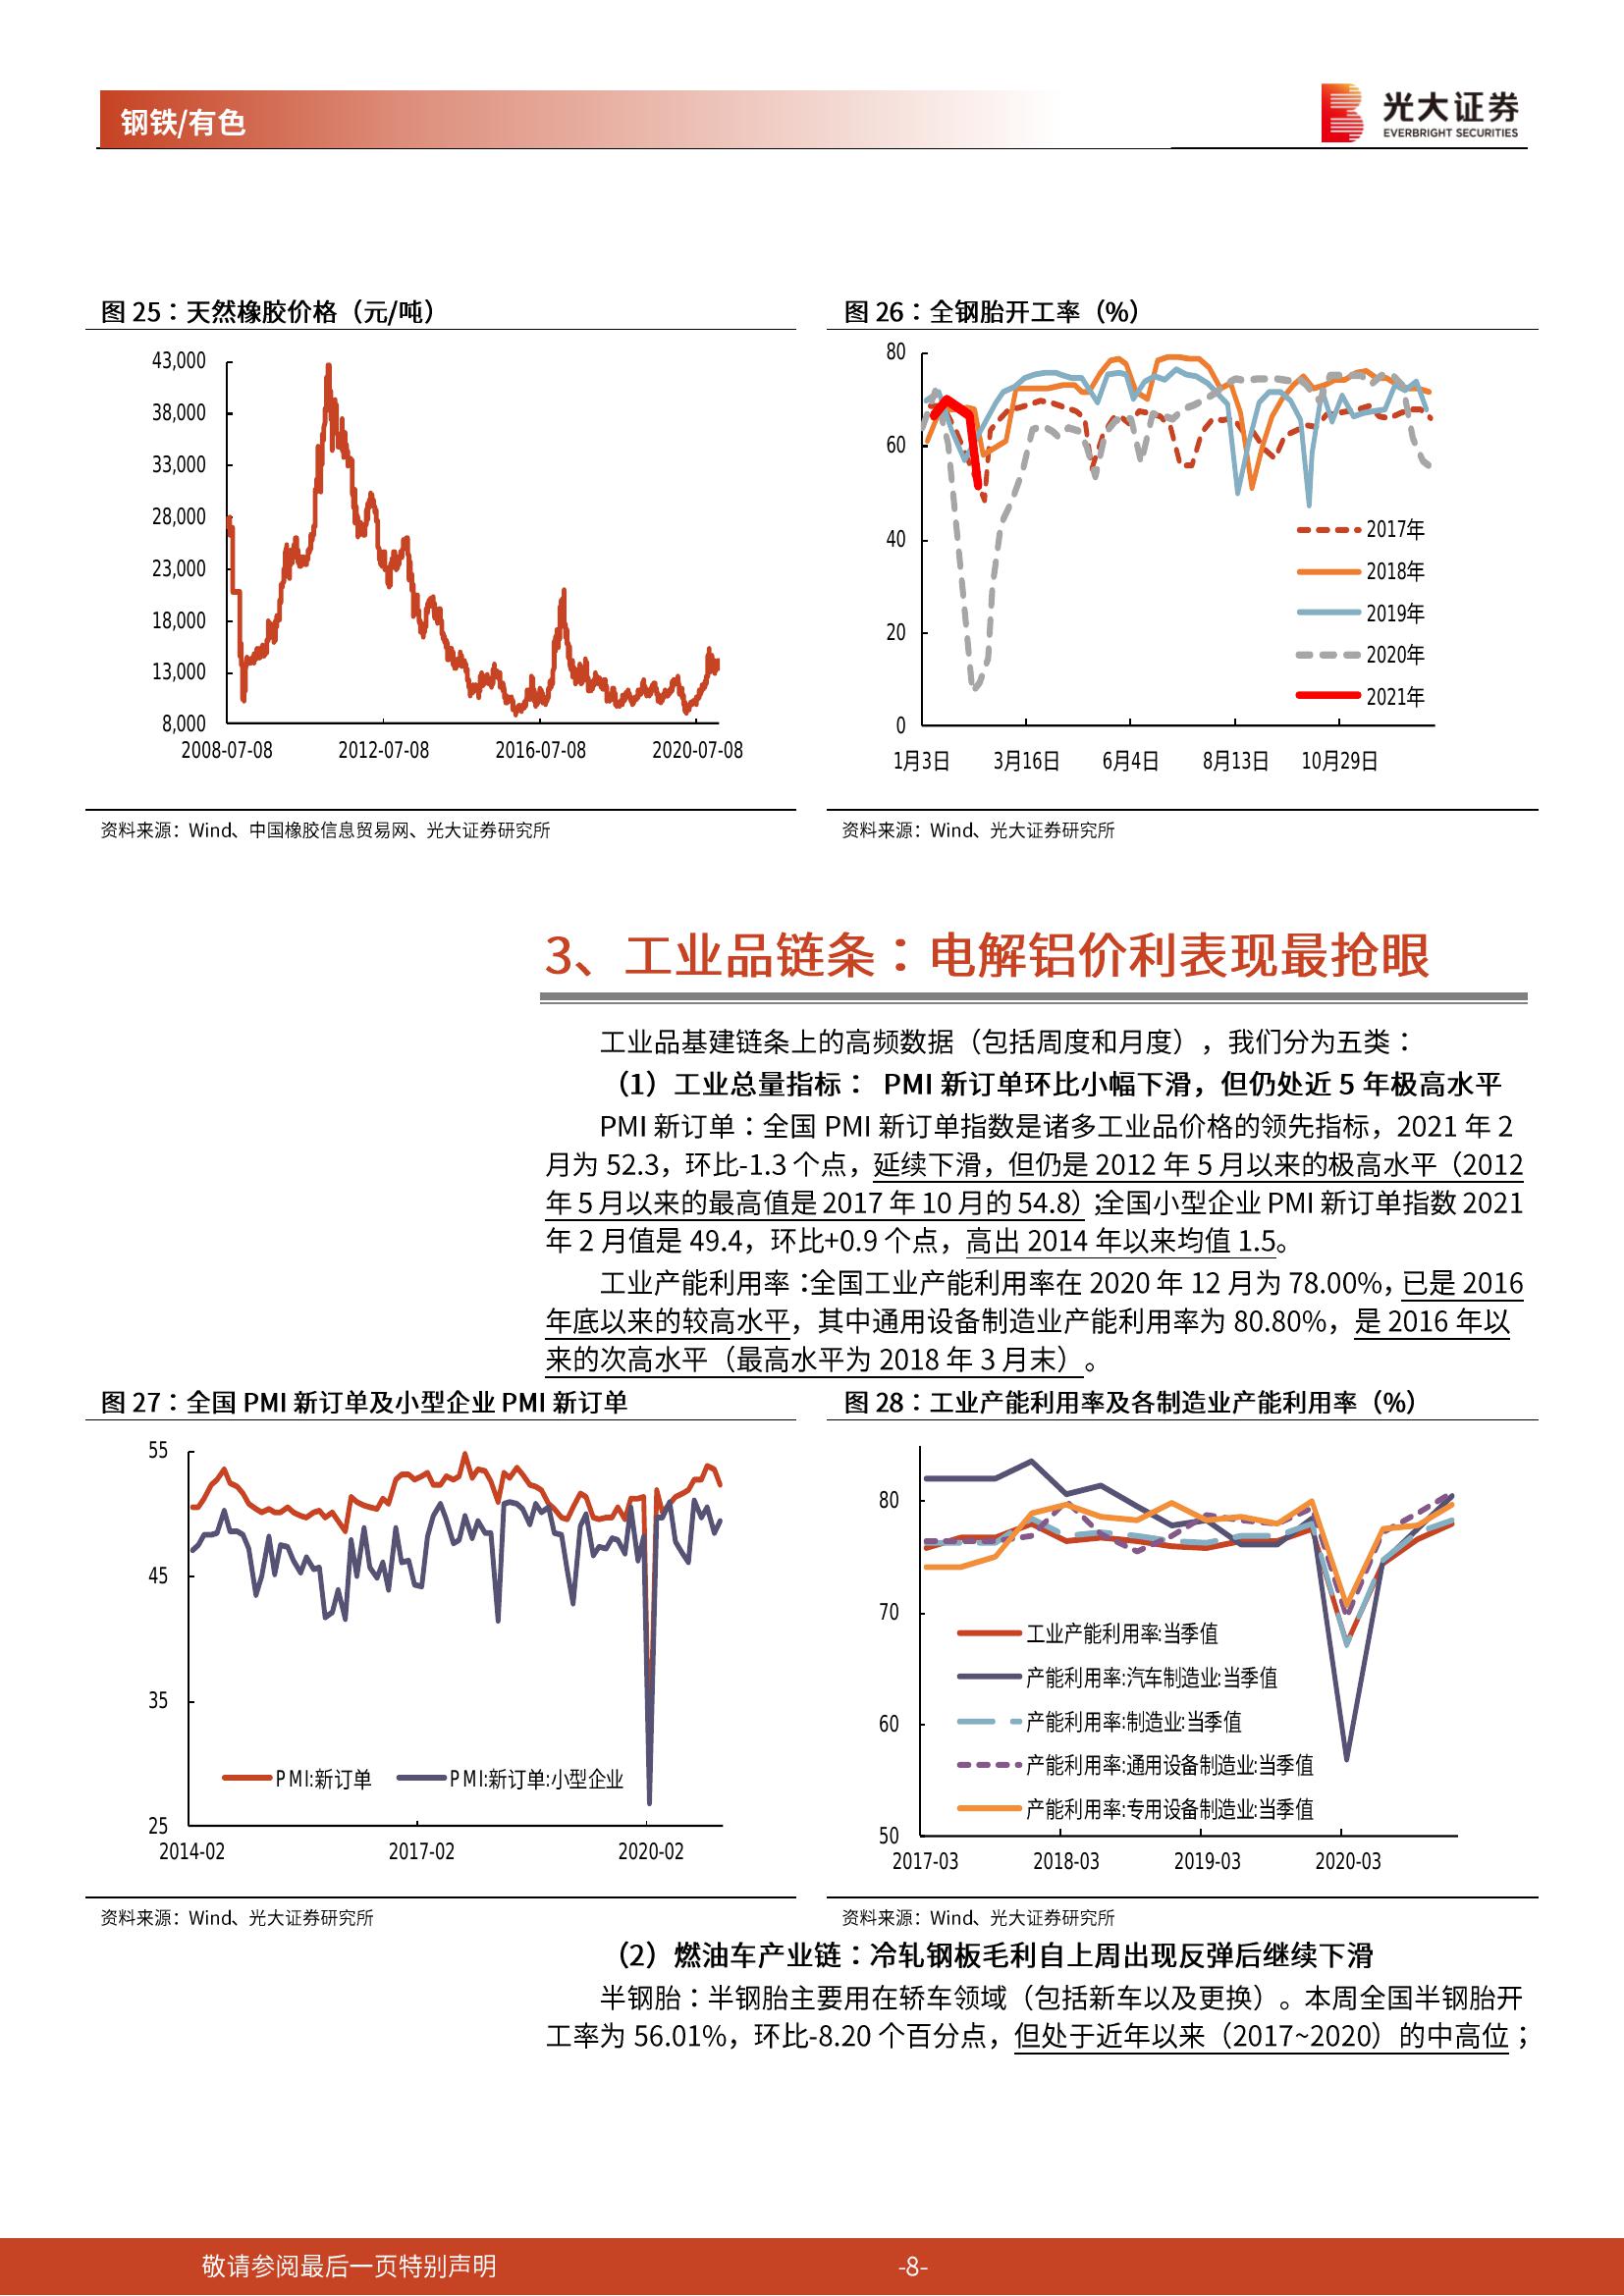 钢铁/有色
光大证券
EVERBRIGHT SECURITIES
图 25：天然橡胶价格（元/吨）
43,000
38,000
33,000
28,000
23,000
18,000
13,000
8,000
2008-07-08 2012-07-08 2016-07-08 2020-07-08
资料来源：Wind、中国橡胶信息贸易网、光大证券研究所
图 26：全钢胎开工率（%）
80
60
40
20
0
2017年
2018年
2019年
2020年
2021年
1月3日 3月16日 6月4日 8月13日 10月29日
资料来源：Wind、光大证券研究所
3、工业品链条：电解铝价利表现最抢眼
工业品基建链条上的高频数据（包括周度和月度），我们分为五类：
（1）工业总量指标： PMI 新订单环比小幅下滑，但仍处近 5 年极高水平
PMI 新订单：全国 PMI 新订单指数是诸多工业品价格的领先指标，2021 年 2
月为 52.3，环比-1.3 个点，延续下滑，但仍是 2012 年 5 月以来的极高水平（2012
年 5 月以来的最高值是 2017 年 10 月的 54.8）；全国小型企业 PMI 新订单指数 2021
年 2 月值是 49.4，环比+0.9 个点，高出 2014 年以来均值 1.5。
工业产能利用率：全国工业产能利用率在 2020 年 12 月为 78.00%，已是 2016
年底以来的较高水平，其中通用设备制造业产能利用率为 80.80%，是 2016 年以
来的次高水平（最高水平为 2018 年 3 月末）。
图 27：全国 PMI 新订单及小型企业 PMI 新订单
55
45
35
25
PMI:新订单 PMI:新订单:小型企业
2014-02 2017-02 2020-02
资料来源：Wind、光大证券研究所
图 28：工业产能利用率及各制造业产能利用率（%）
80
70
60
50
工业产能利用率:当季值
产能利用率:汽车制造业:当季值
产能利用率:制造业:当季值
产能利用率:通用设备制造业:当季值
产能利用率:专用设备制造业:当季值
2017-03 2018-03 2019-03 2020-03
资料来源：Wind、光大证券研究所
（2）燃油车产业链：冷轧钢板毛利自上周出现反弹后继续下滑
半钢胎：半钢胎主要用在轿车领域（包括新车以及更换）。本周全国半钢胎开
工率为 56.01%，环比-8.20 个百分点，但处于近年以来（2017~2020）的中高位；
敬请参阅最后一页特别声明
-8-